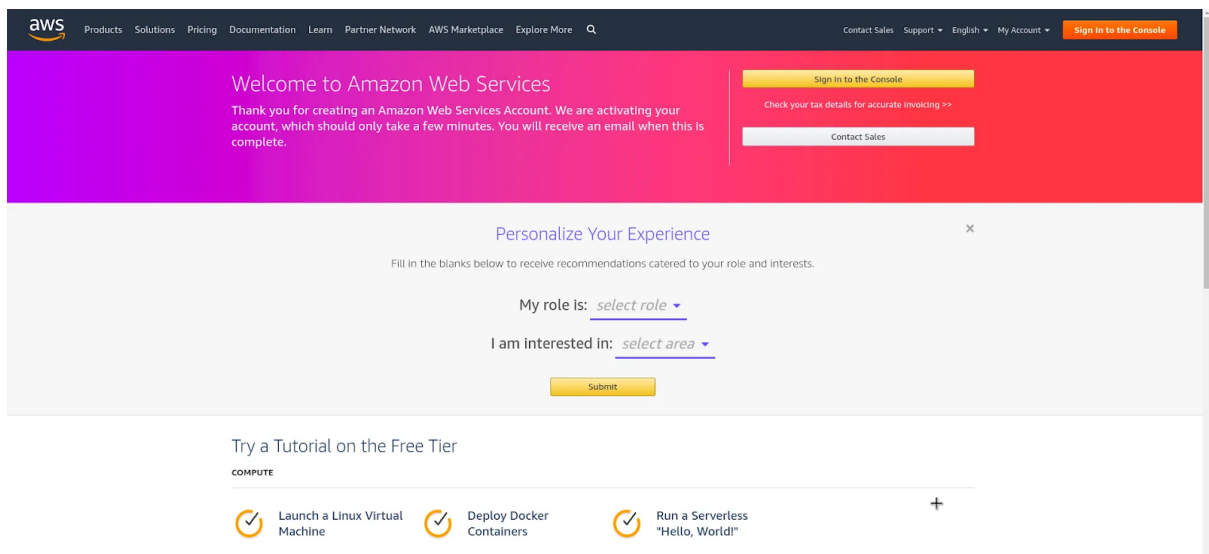 aws
Products Solutions Pricing Documentation Learn Partner Network AWS Marketplace Explore More
Contact Sales Support English My Account Sign In to the Console
Welcome to Amazon Web Services
Thank you for creating an Amazon Web Services Account. We are activating your
account, which should only take a few minutes. You will receive an email when this is
complete.
Sign In to the Console
Check your tax details for accurate invoicing >>
Contact Sales
Personalize Your Experience
Fill in the blanks below to receive recommendations catered to your role and interests.
My role is: select role
I am interested in: select area
Submit
Try a Tutorial on the Free Tier
COMPUTE
Launch a Linux Virtual
Machine
Deploy Docker
Containers
Run a Serverless
"Hello, World!"